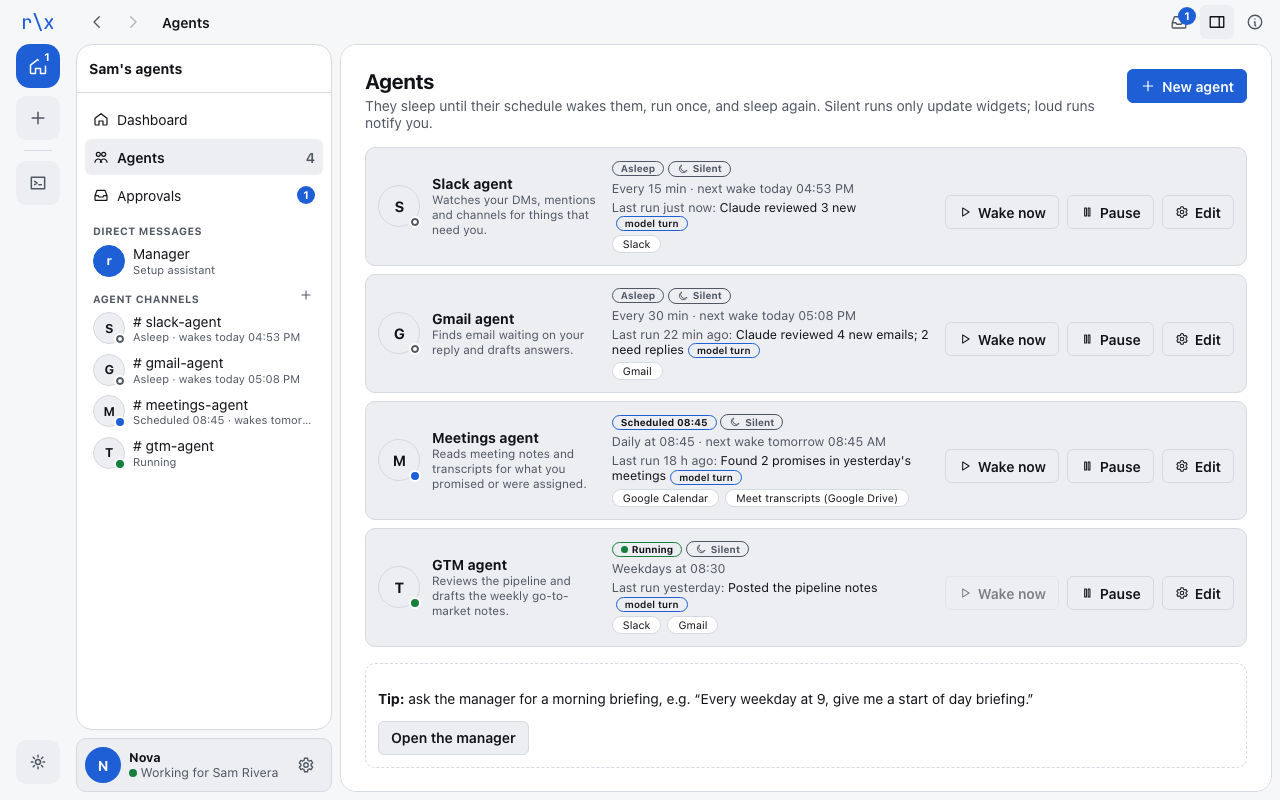 r\x
Agents
1
1
Sam's agents
Dashboard
Agents 4
Approvals 1
DIRECT MESSAGES
r
Manager
Setup assistant
AGENT CHANNELS
S
# slack-agent
Asleep · wakes today 04:53 PM
G
# gmail-agent
Asleep · wakes today 05:08 PM
M
# meetings-agent
Scheduled 08:45 · wakes tomor...
T
# gtm-agent
Running
N
Nova
Working for Sam Rivera
Agents
They sleep until their schedule wakes them, run once, and sleep again. Silent runs only update widgets; loud runs
notify you.
New agent
S
Slack agent
Watches your DMs, mentions
and channels for things that
need you.
Asleep Silent
Every 15 min · next wake today 04:53 PM
Last run just now: Claude reviewed 3 new
model turn
Slack
Wake now Pause Edit
G
Gmail agent
Finds email waiting on your
reply and drafts answers.
Asleep Silent
Every 30 min · next wake today 05:08 PM
Last run 22 min ago: Claude reviewed 4 new emails; 2
need replies model turn
Gmail
Wake now Pause Edit
M
Meetings agent
Reads meeting notes and
transcripts for what you
promised or were assigned.
Scheduled 08:45 Silent
Daily at 08:45 · next wake tomorrow 08:45 AM
Last run 18 h ago: Found 2 promises in yesterday's
meetings model turn
Google Calendar Meet transcripts (Google Drive)
Wake now Pause Edit
T
GTM agent
Reviews the pipeline and
drafts the weekly go-to-
market notes.
Running Silent
Weekdays at 08:30
Last run yesterday: Posted the pipeline notes
model turn
Slack Gmail
Wake now Pause Edit
Tip: ask the manager for a morning briefing, e.g. “Every weekday at 9, give me a start of day briefing.”
Open the manager